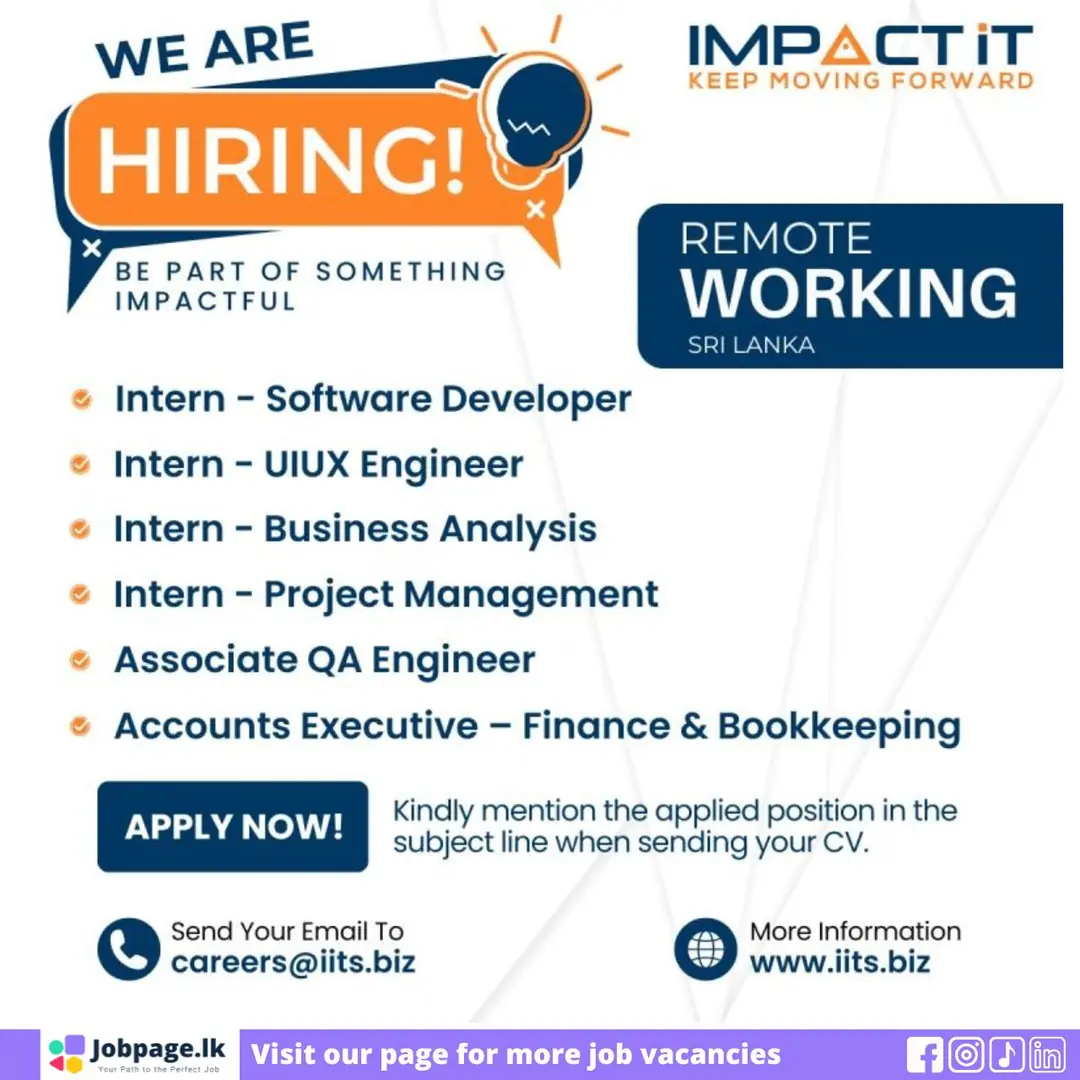 WE ARE
HIRING!
BE PART OF SOMETHING
IMPACTFUL
IMPACT iT
KEEP MOVING FORWARD
REMOTE
WORKING
SRI LANKA
Intern - Software Developer
Intern - UIUX Engineer
Intern - Business Analysis
Intern - Project Management
Associate QA Engineer
Accounts Executive – Finance & Bookkeeping
APPLY NOW!
Kindly mention the applied position in the
subject line when sending your CV.
Send Your Email To
careers@iits.biz
More Information
www.iits.biz
Jobpage.lk
Your Path to the Perfect Job
Visit our page for more job vacancies